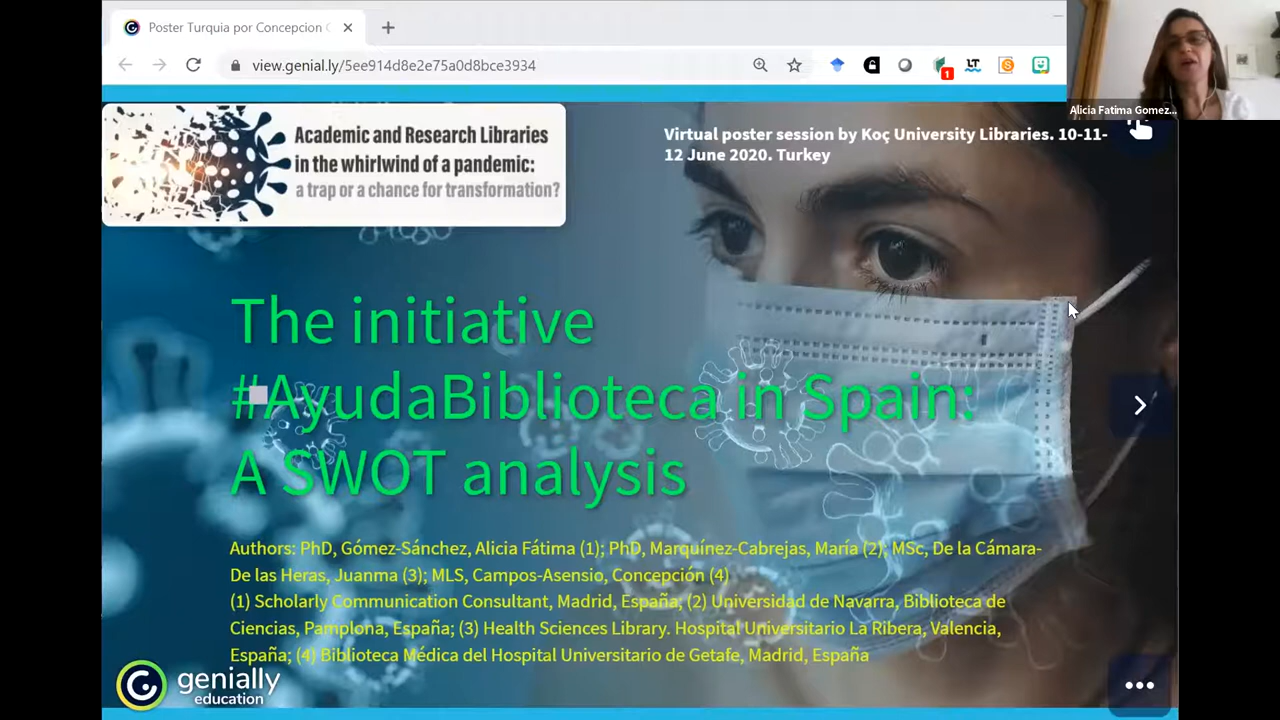 Poster Turquia por Concepcion C
view.genial.ly/5ee914d8e2e75a0d8bce3934
1
LT
Alicia Fatima Gomez...
Academic and Research Libraries
in the whirlwind of a pandemic:
a trap or a chance for transformation?
Virtual poster session by Koç University Libraries. 10-11-
12 June 2020. Turkey
The initiative
#AyudaBiblioteca in Spain:
A SWOT analysis
Authors: PhD, Gómez-Sánchez, Alicia Fátima (1); PhD, Marquínez-Cabrejas, María (2); MSc, De la Cámara-
De las Heras, Juanma (3); MLS, Campos-Asensio, Concepción (4)
(1) Scholarly Communication Consultant, Madrid, España; (2) Universidad de Navarra, Biblioteca de
Ciencias, Pamplona, España; (3) Health Sciences Library. Hospital Universitario La Ribera, Valencia,
España; (4) Biblioteca Médica del Hospital Universitario de Getafe, Madrid, España
genially
education